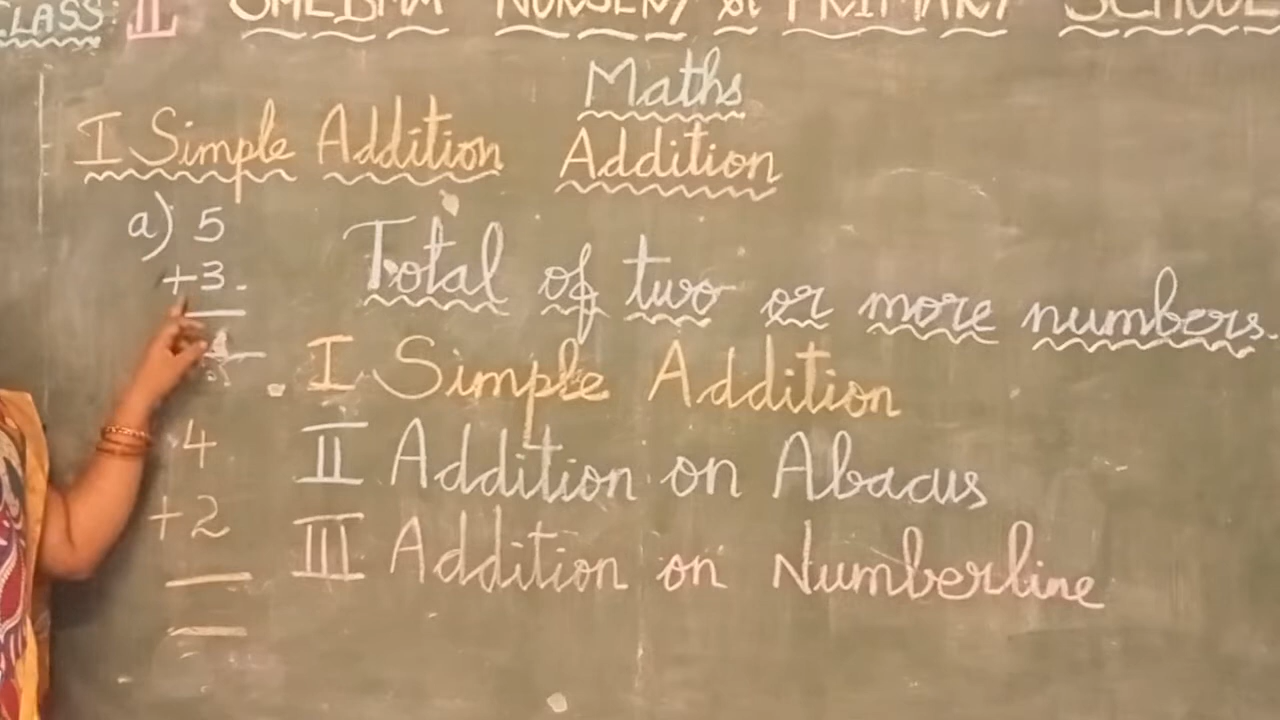 CLASS: II NURSERY & PRIMARY SCHOOL
Maths
I Simple Addition Addition
a) 5
+3
Total of two or more numbers.
I Simple Addition
4
II Addition on Abacus
+2
III Addition on Numberline